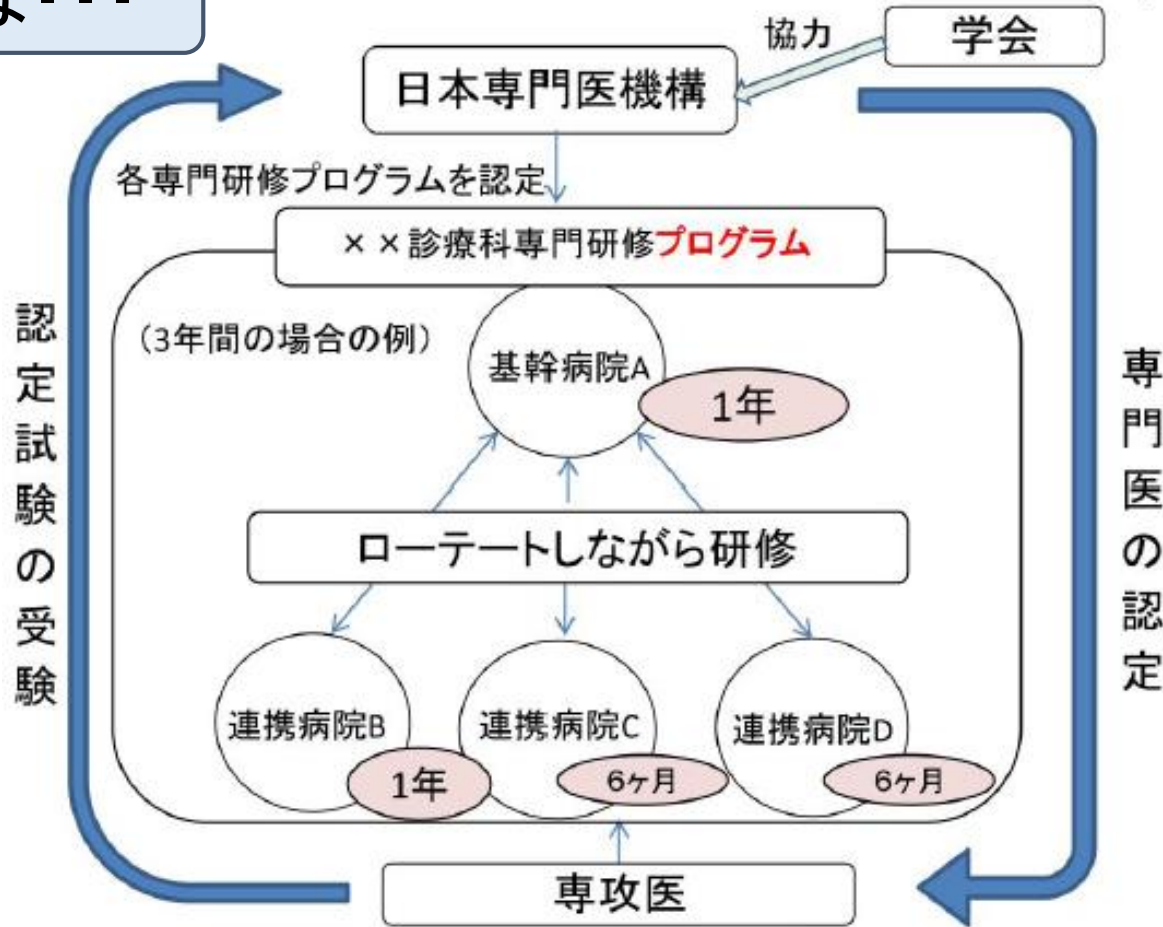 学会
協力
日本専門医機構
各専門研修プログラムを認定
××診療科専門研修プログラム
(3年間の場合の例)
基幹病院A
1年
ローテートしながら研修
連携病院B
1年
連携病院C
6ヶ月
連携病院D
6ヶ月
専攻医
認定試験の受験
専門医の認定